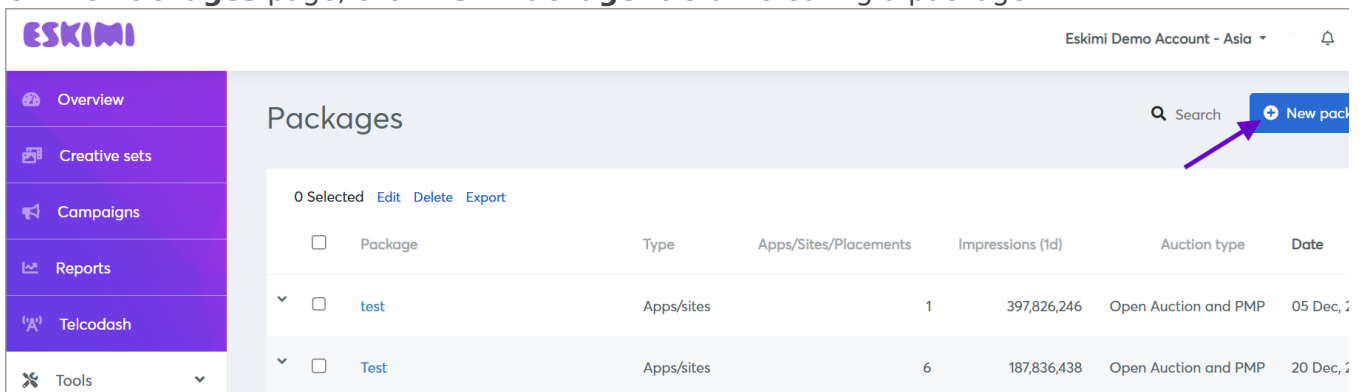 ESKIMI
Eskimi Demo Account - Asia
Overview
Creative sets
Campaigns
Reports
Telcodash
Tools
Packages
Search
New pack
0 Selected Edit Delete Export
Package Type Apps/Sites/Placements Impressions (1d) Auction type Date
test Apps/sites 1 397,826,246 Open Auction and PMP 05 Dec, 2
Test Apps/sites 6 187,836,438 Open Auction and PMP 20 Dec, 2